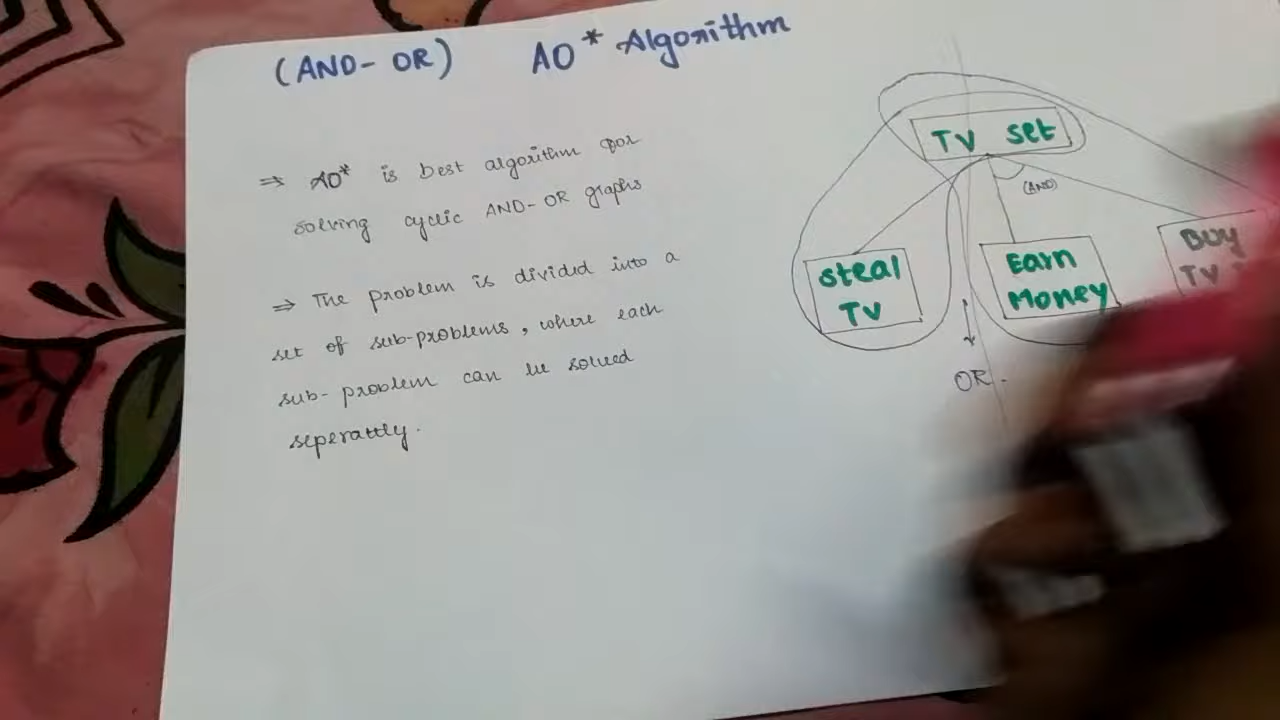 (AND- OR) AO* Algorithm
⇒ AO* is best algorithm for
solving cyclic AND-OR graphs
⇒ The problem is divided into a
set of sub-problems, where each
sub-problem can be solved
seperattly.
TV set
(AND)
steal
TV
Earn
Money
Buy
TV
OR.